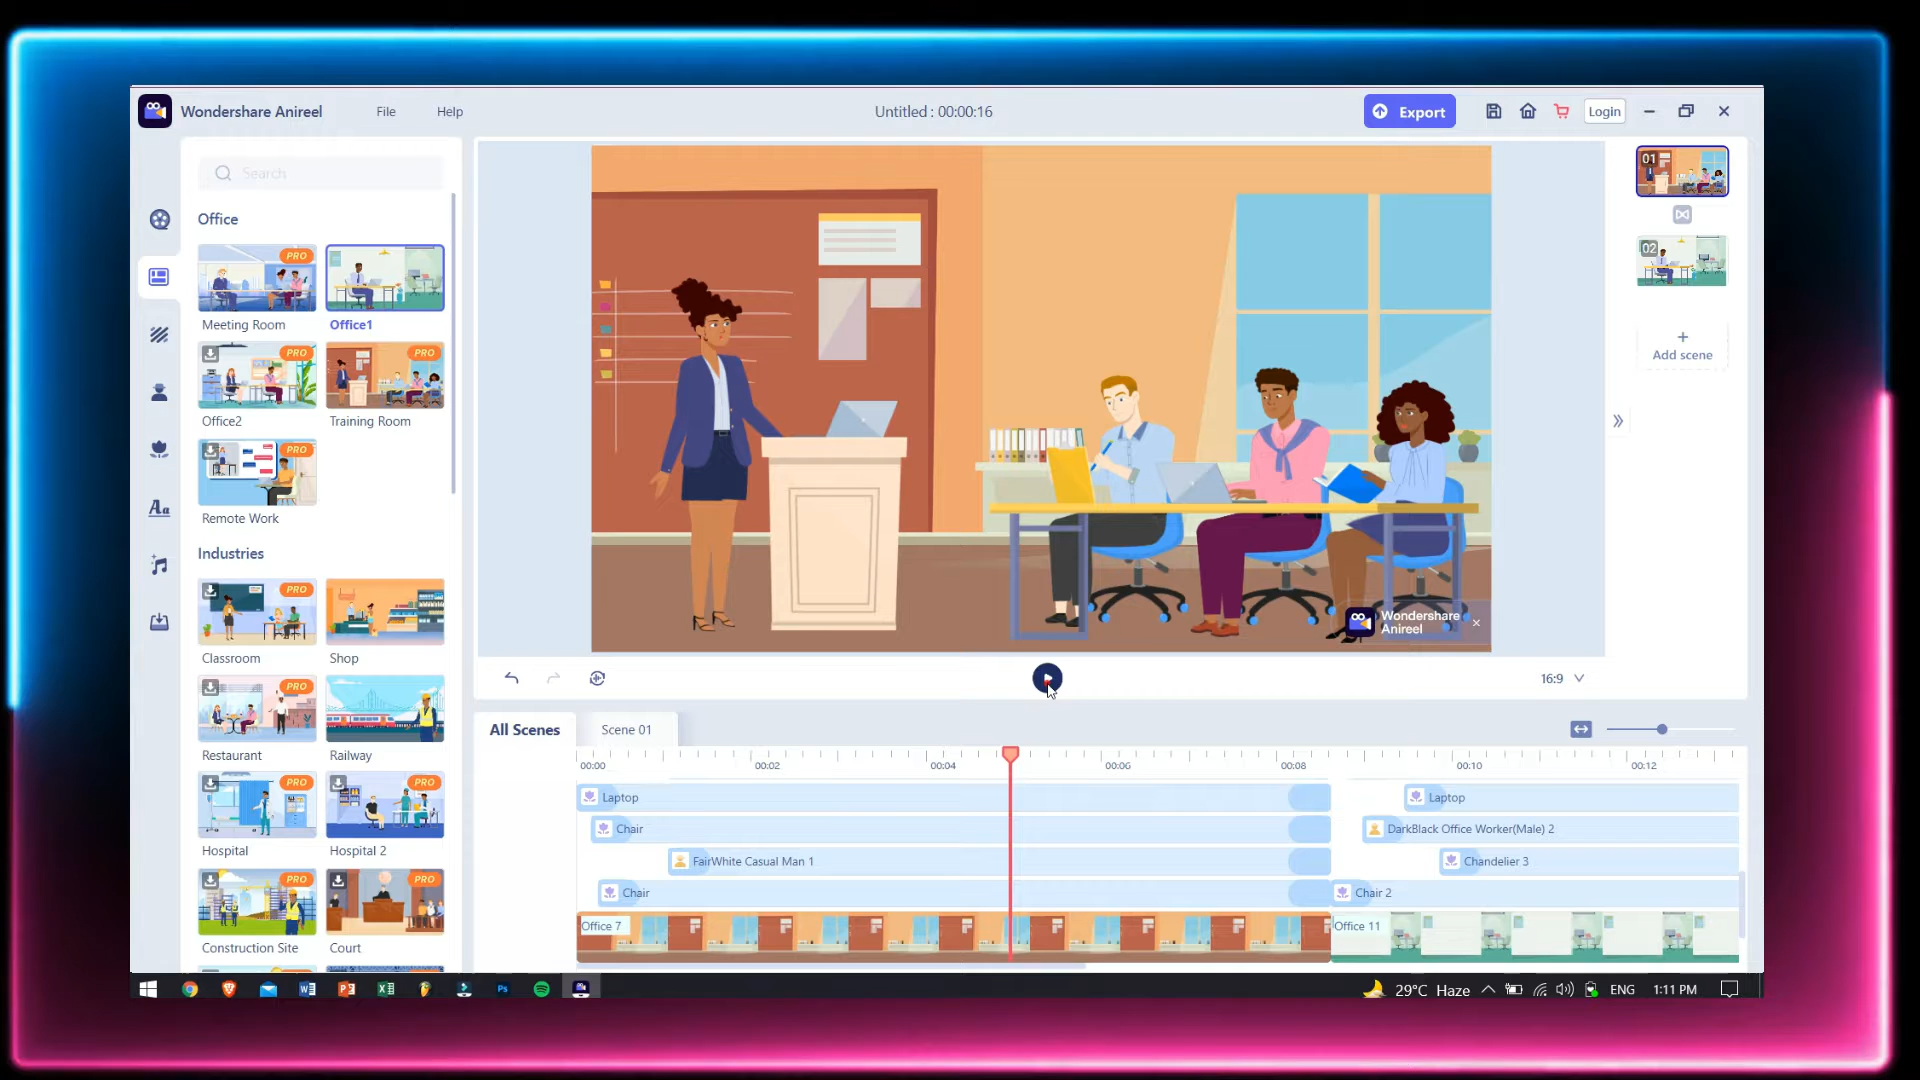 Wondershare Anireel
File
Help
Untitled : 00:00:16
Export
Login
Search
Office
PRO
Meeting Room
Office1
PRO
PRO
Office2
Training Room
PRO
Remote Work
Industries
PRO
Classroom
Shop
PRO
Restaurant
Railway
PRO
PRO
Hospital
Hospital 2
PRO
PRO
Construction Site
Court
Wondershare
Anireel
01
02
+
Add scene
16:9
All Scenes
Scene 01
00:00
00:02
00:04
00:06
00:08
00:10
00:12
Laptop
Laptop
Chair
DarkBlack Office Worker(Male) 2
FairWhite Casual Man 1
Chandelier 3
Chair
Chair 2
Office 7
Office 11
29°C Haze
ENG
1:11 PM